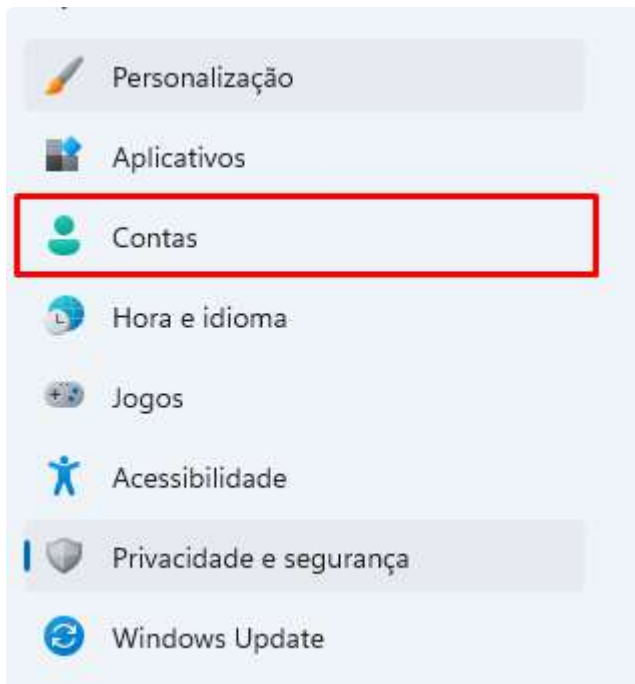 Personalização
Aplicativos
Contas
Hora e idioma
Jogos
Acessibilidade
Privacidade e segurança
Windows Update